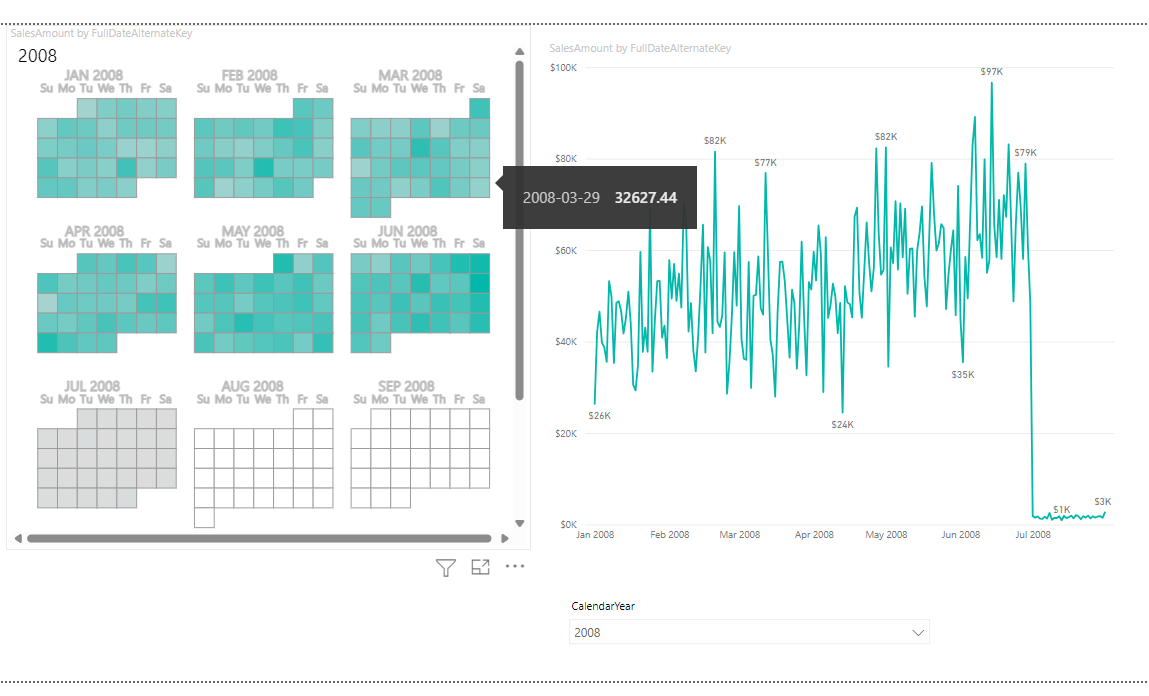 SalesAmount by FullDateAlternateKey
2008
JAN 2008 FEB 2008 MAR 2008
Su Mo Tu We Th Fr Sa Su Mo Tu We Th Fr Sa Su Mo Tu We Th Fr Sa
2008-03-29 32627.44
APR 2008 MAY 2008 JUN 2008
Su Mo Tu We Th Fr Sa Su Mo Tu We Th Fr Sa Su Mo Tu We Th Fr Sa
JUL 2008 AUG 2008 SEP 2008
Su Mo Tu We Th Fr Sa Su Mo Tu We Th Fr Sa Su Mo Tu We Th Fr Sa
SalesAmount by FullDateAlternateKey
$100K
$97K
$82K
$82K
$77K
$79K
$80K
$60K
$40K
$35K
$26K
$24K
$20K
$1K
$3K
$0K
Jan 2008 Feb 2008 Mar 2008 Apr 2008 May 2008 Jun 2008 Jul 2008
CalendarYear
2008